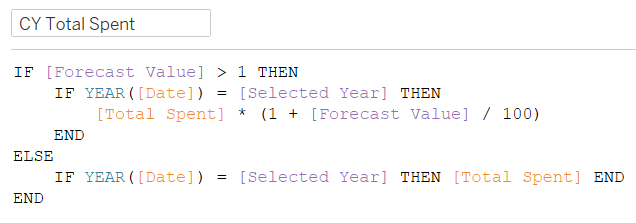 CY Total Spent
IF [Forecast Value] > 1 THEN
    IF YEAR([Date]) = [Selected Year] THEN
        [Total Spent] * (1 + [Forecast Value] / 100)
    END
ELSE
    IF YEAR([Date]) = [Selected Year] THEN [Total Spent] END
END